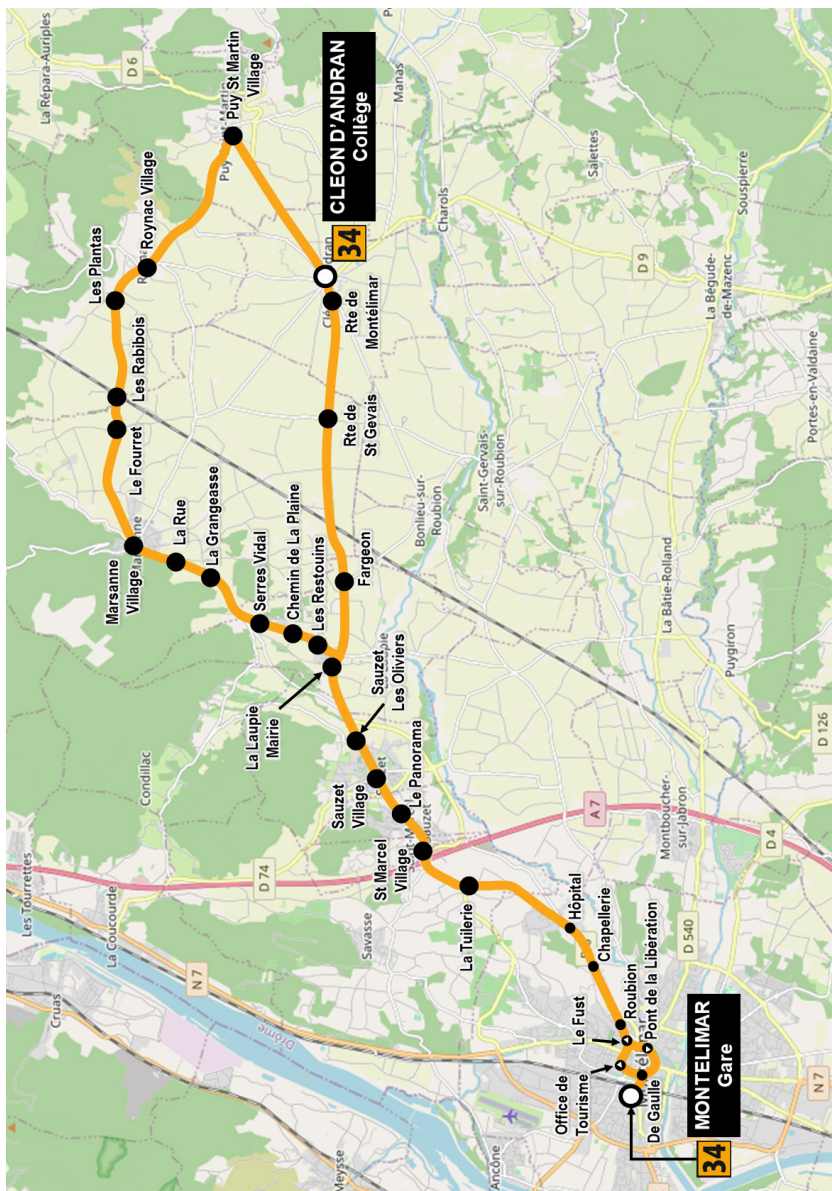 Meysse
Cruas
Les Tourrettes
La Répara-Auriples
La Coucourde
Condillac
D 6
Marsanne
Village
Le Fourret
Les Rabibois
Les Plantas
Roynac Village
Puy St Martin
Village
La Rue
La Grangeasse
N 7
Drôme
D 74
Savasse
Serres Vidal
Chemin de La Plaine
Les Restouins
La Laupie
Mairie
Sauzet
Les Oliviers
Sauzet
Village
Le Panorama
St Marcel
Village
Fargeon
Rte de
St Gevais
Rte de
Montélimar
34
CLEON D'ANDRAN
Collège
Manas
Charols
Salettes
Bonlieu-sur-
Roubion
Saint-Gervais-
sur-Roubion
La Tuilerie
Ancône
Hôpital
Chapellerie
Roubion
Le Fust
Pont de la Libération
Office de
Tourisme
De Gaulle
A 7
D 9
Montboucher-
sur-Jabron
La Bâtie-Rolland
La Bégude-
de-Mazenc
Souspierre
D 540
34
MONTELIMAR
Gare
Puygiron
D 4
D 126
Portes-en-Valdaine
N 7